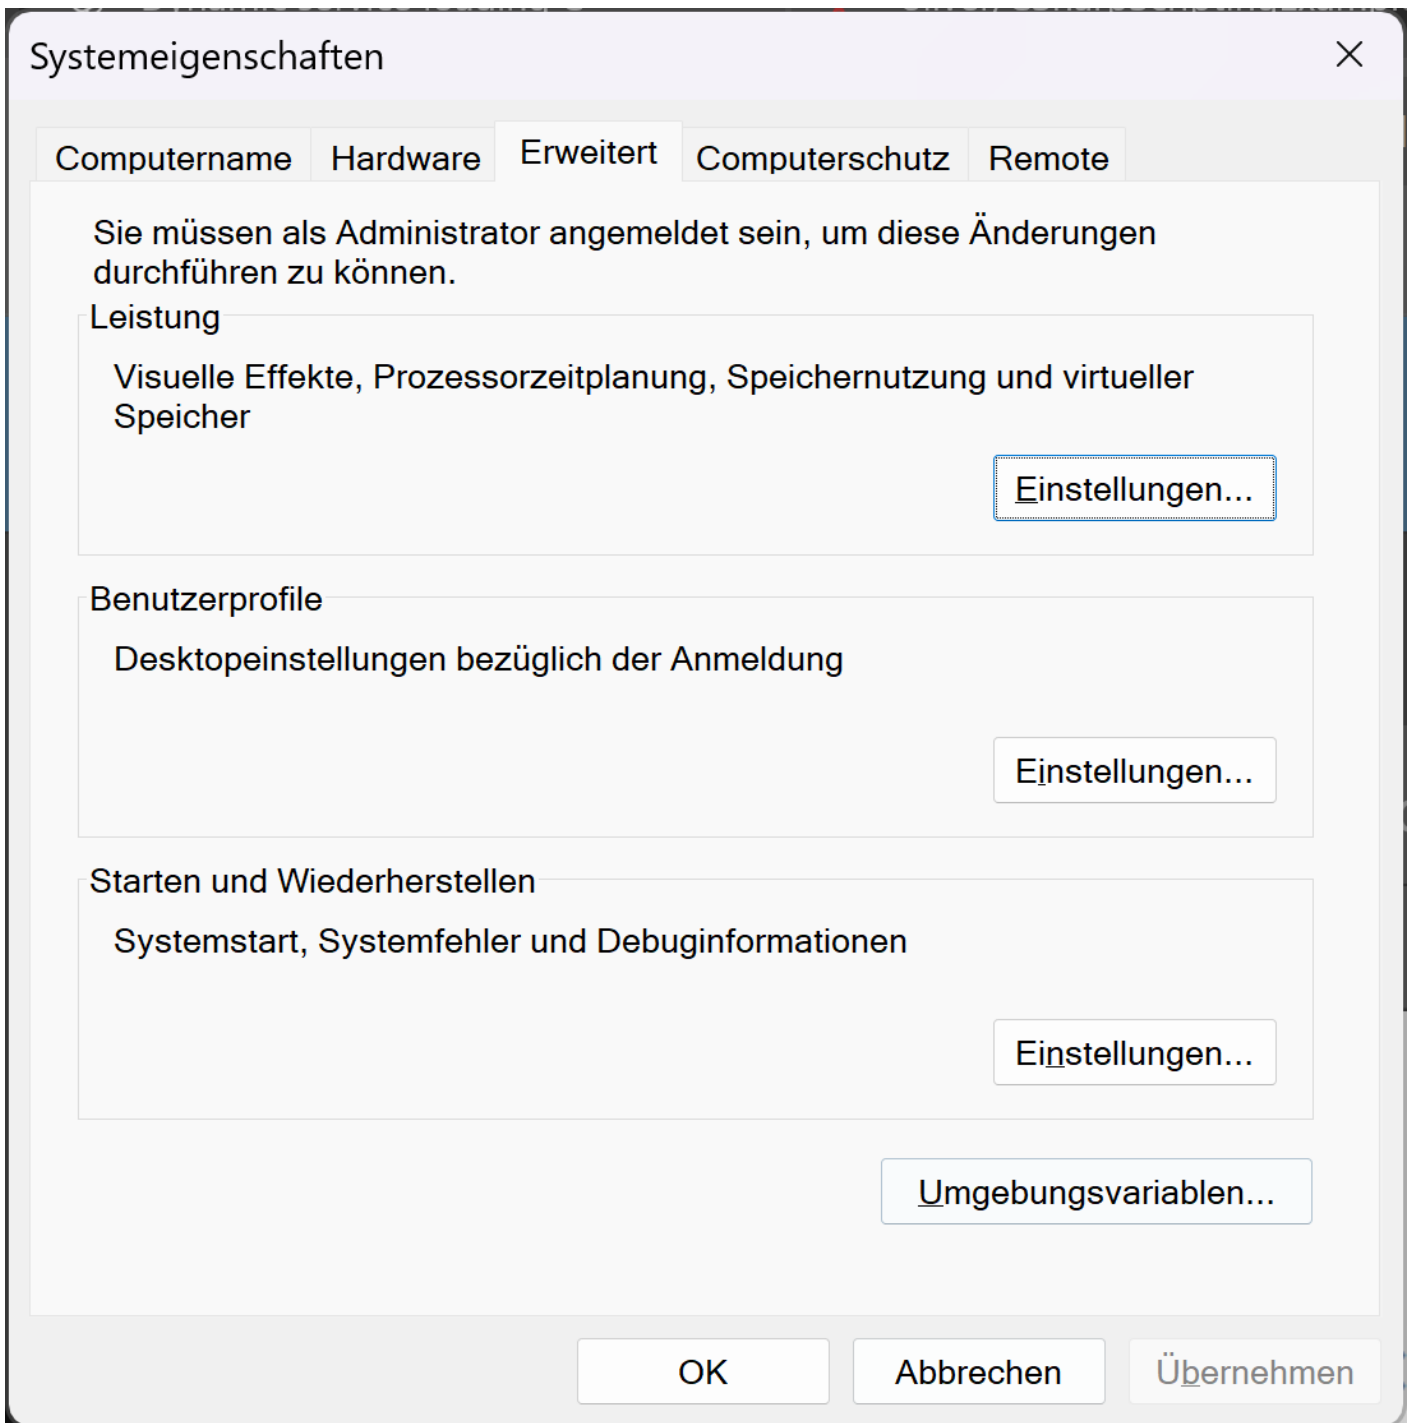 Systemeigenschaften
Computername
Hardware
Erweitert
Computerschutz
Remote
Sie müssen als Administrator angemeldet sein, um diese Änderungen
durchführen zu können.
Leistung
Visuelle Effekte, Prozessorzeitplanung, Speichernutzung und virtueller
Speicher
Einstellungen...
Benutzerprofile
Desktopeinstellungen bezüglich der Anmeldung
Einstellungen...
Starten und Wiederherstellen
Systemstart, Systemfehler und Debuginformationen
Einstellungen...
Umgebungsvariablen...
OK
Abbrechen
Übernehmen